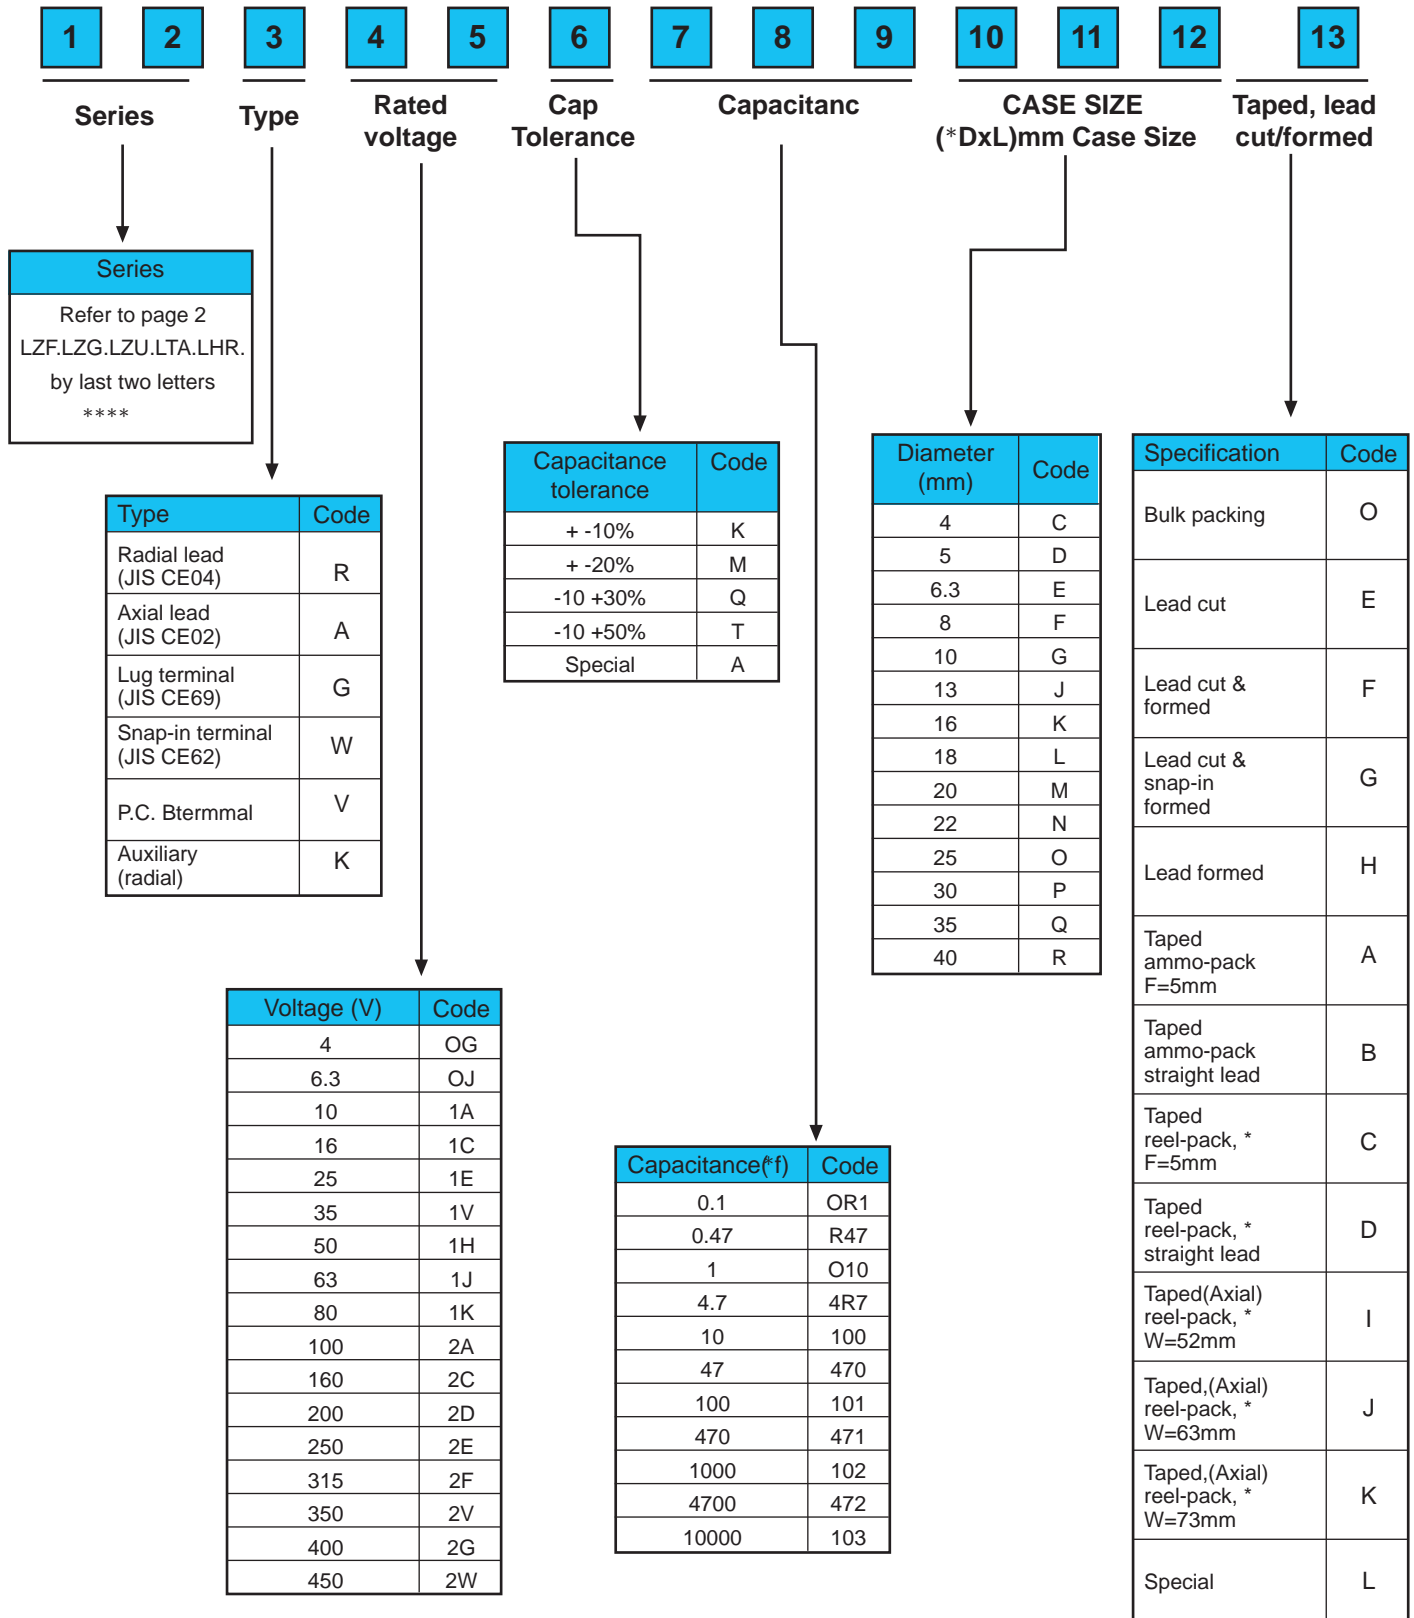 1 2 3 4 5 6 7 8 9 10 11 12 13
Series
Type
Rated
voltage
Cap
Tolerance
Capacitanc
CASE SIZE
(*DxL)mm Case Size
Taped, lead
cut/formed
Series
Refer to page 2
LZF.LZG.LZU.LTA.LHR.
by last two letters
****
Type Code
Radial lead
(JIS CE04) R
Axial lead
(JIS CE02) A
Lug terminal
(JIS CE69) G
Snap-in terminal
(JIS CE62) W
P.C. Btermmal V
Auxiliary
(radial) K
Voltage (V) Code
4 OG
6.3 OJ
10 1A
16 1C
25 1E
35 1V
50 1H
63 1J
80 1K
100 2A
160 2C
200 2D
250 2E
315 2F
350 2V
400 2G
450 2W
Capacitance
tolerance Code
+ -10% K
+ -20% M
-10 +30% Q
-10 +50% T
Special A
Capacitance(*f) Code
0.1 OR1
0.47 R47
1 O10
4.7 4R7
10 100
47 470
100 101
470 471
1000 102
4700 472
10000 103
Diameter
(mm) Code
4 C
5 D
6.3 E
8 F
10 G
13 J
16 K
18 L
20 M
22 N
25 O
30 P
35 Q
40 R
Specification Code
Bulk packing O
Lead cut E
Lead cut &
formed F
Lead cut &
snap-in
formed G
Lead formed H
Taped
ammo-pack
F=5mm A
Taped
ammo-pack
straight lead B
Taped
reel-pack, *
F=5mm C
Taped
reel-pack, *
straight lead D
Taped(Axial)
reel-pack, *
W=52mm I
Taped,(Axial)
reel-pack, *
W=63mm J
Taped,(Axial)
reel-pack, *
W=73mm K
Special L